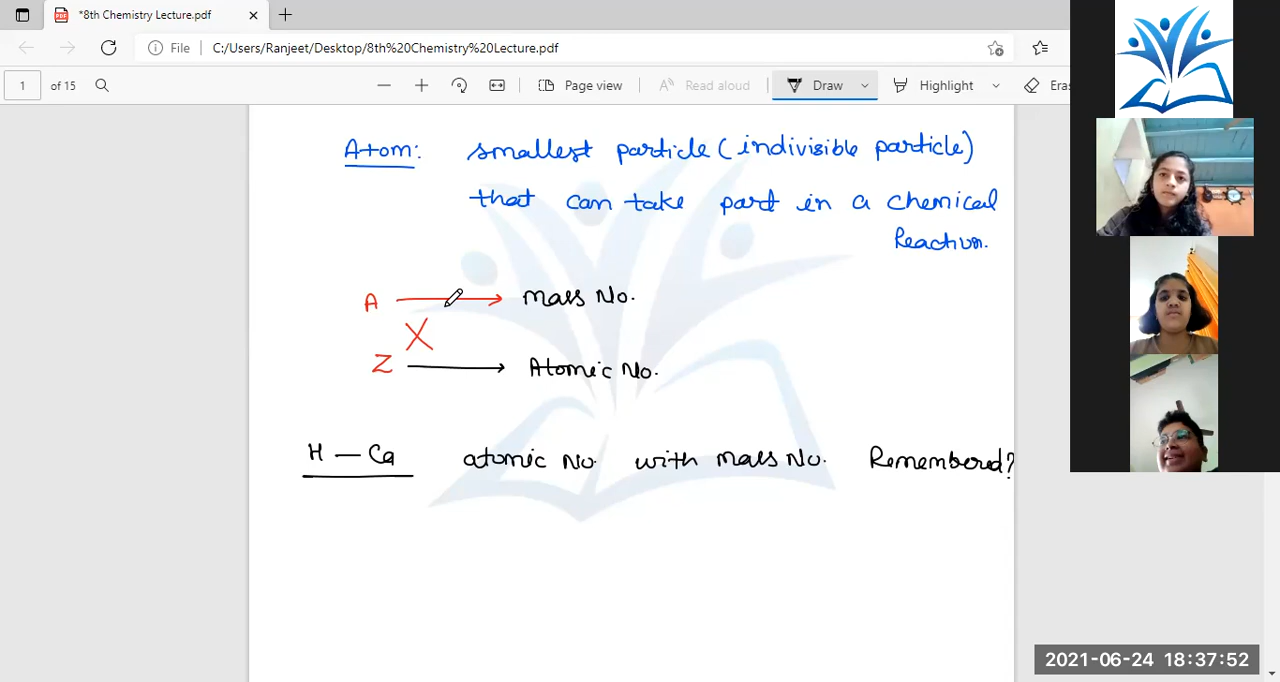 *8th Chemistry Lecture.pdf
File C:/Users/Ranjeet/Desktop/8th%20Chemistry%20Lecture.pdf
1 of 15 Page view Read aloud Draw Highlight Eras
Atom: smallest particle (indivisible particle)
that can take part in a chemical
Reaction.
A → Mass No.
X
Z → Atomic No.
H — Ca atomic No. with mass No. Remembered?
2021-06-24 18:37:52